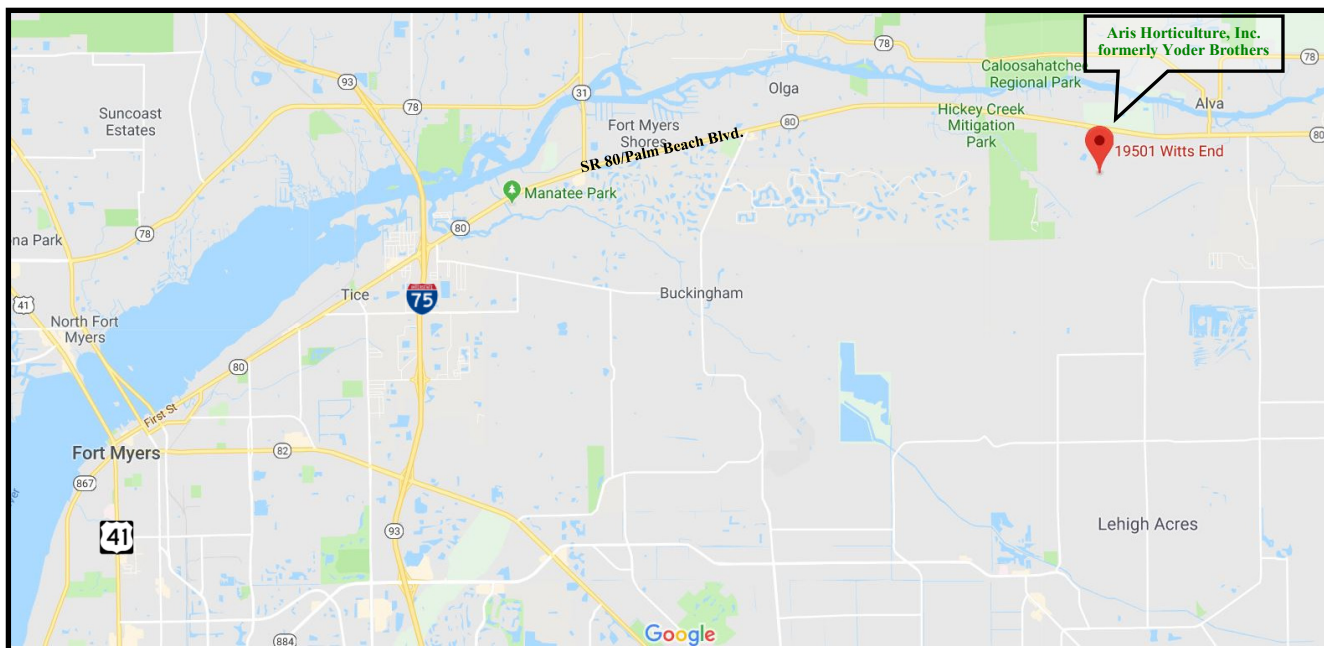 Aris Horticulture, Inc.
formerly Yoder Brothers
78
78
Caloosahatchee
Regional Park
93
78
31
Olga
Alva
Suncoast
Estates
Fort Myers
Shores
80
Hickey Creek
Mitigation
Park
80
SR 80/Palm Beach Blvd.
19501 Witts End
Manatee Park
78
na Park
80
Tice
75
Buckingham
41
North Fort
Myers
80
First St
Fort Myers
82
867
41
93
Lehigh Acres
884
Google